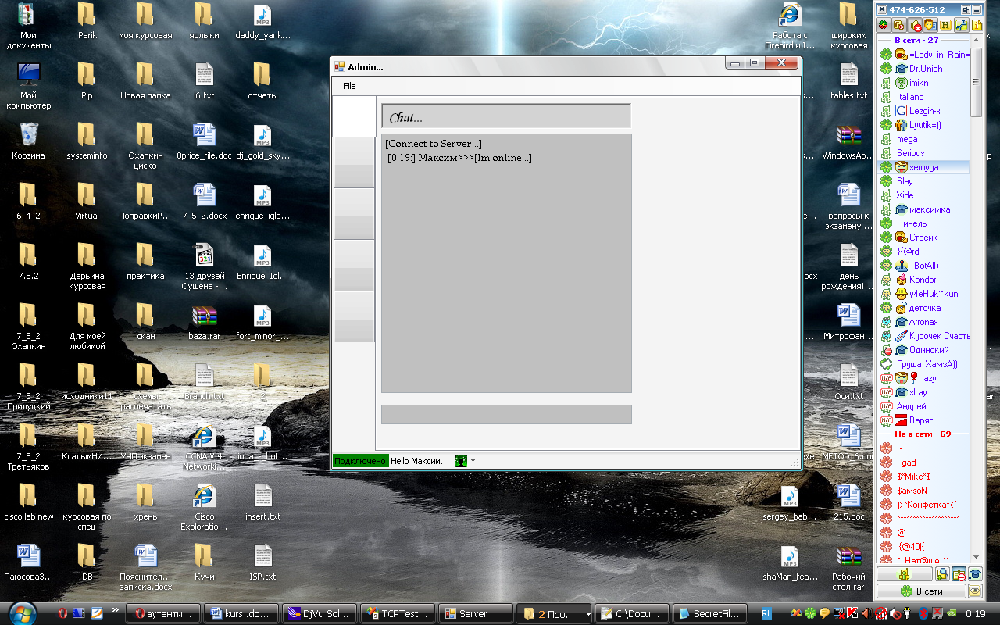 Мои документы
Parik
моя курсовая
ярлыки
daddy_yank...
Мой компьютер
Pip
Новая папка
l6.txt
отчеты
Корзина
systeminfo
Охапкин циско
0price_file.doc
dj_gold_sky...
6_4_2
Virtual
ПоправкиР...
7_5_2.docx
enrique_igle...
7.5.2
Дарьина курсовая
практика
13 друзей Оушена -...
Enrique_Igl...
7_5_2 Охапкин
Для моей любимой
скан
baza.rar
fort_minor_...
7_5_2 Прилуцкий
исходники11
схемы распечатать
branch.txt
2
7_5_2 Третьяков
КгалымНИ...
УЧП экзамен
CCNA V.4 Networki...
inna_-_hot...
cisco lab new
курсовая по спец
хрень
Cisco Exploratio...
insert.txt
Паюсова3...
DB
Пояснител... записка.docx
Кучи
ISP.txt
Работа с Firebird и I...
широких курсовая
tables.txt
WindowsAp...
вопросы к экзамену ...
день рождения!!...
Митрофан...
Оси.txt
METOD_6.doc
sergey_bab...
215.doc
shaMan_fea...
Рабочий стол.rar
Admin...
File
Chat...
[Connect to Server...]
[0:19:] Максим>>>[Im online...]
Подключено Hello Максим...
474-626-512
В сети - 27
=Lady_in_Rain=
Dr.Unich
imikn
Italiano
Lezgin-x
Lyutik=))
mega
Serious
seroyga
Slay
Xide
максимка
Нинель
Стасик
}{@rd
+BotAll+
Kondor
y4eHuk~kun
деточка
Arronax
Кусочек Счасть
Одинокий
Груша ХамзА))
lazy
sLay
Андрей
Варяг
Не в сети - 69
-
-gad--
$*Mike*$
$амsоN
)>*Конфетка*<(
@
|{@40|{
~ Нат@шА ~
В сети
аутенти...
kurs .do...
DjVu Sol...
TCPTest...
Server
2 Про...
C:\Docu...
SecretFil...
RL
0:19